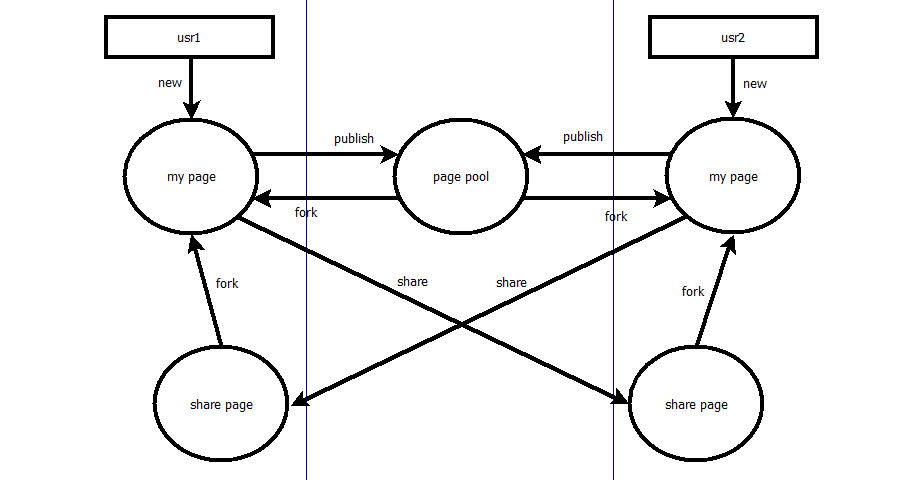 usr1
usr2
new
new
publish
publish
my page
page pool
my page
fork
fork
share
share
fork
fork
share page
share page